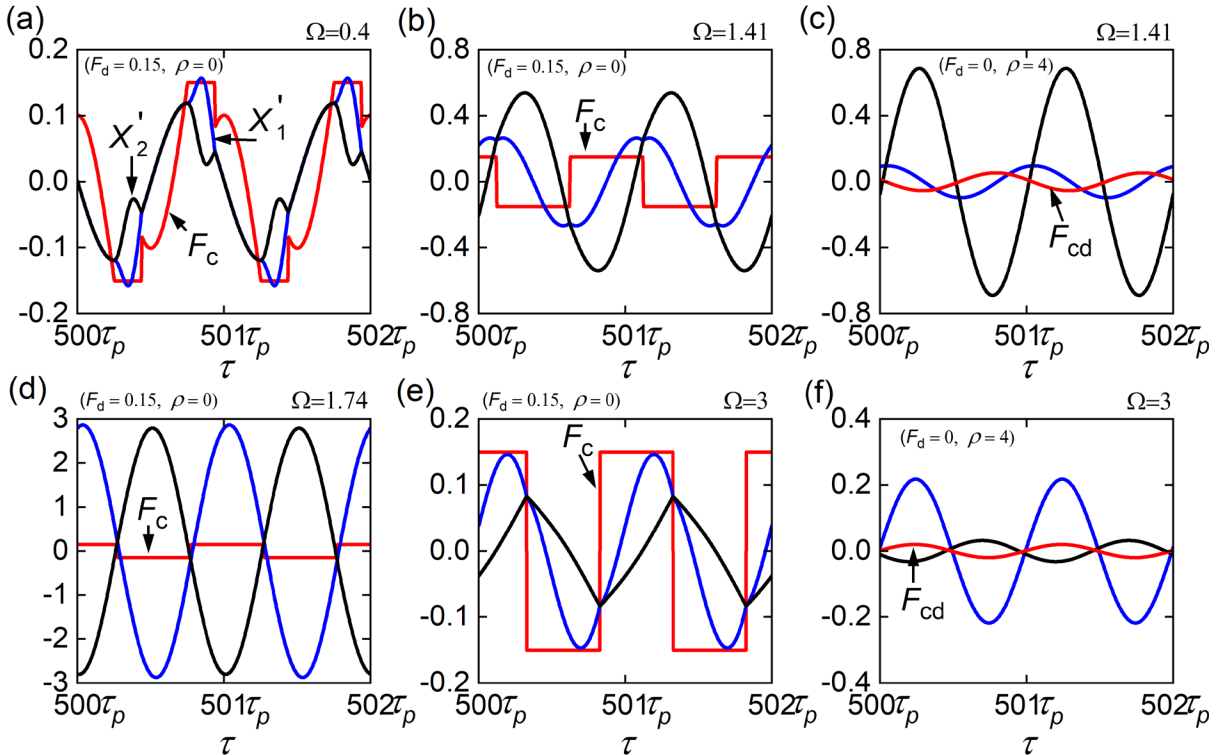 (a) Ω=0.4
(F_d = 0.15, ρ = 0)
0.2
0.1
0.0
-0.1
-0.2
X'_2
X'_1
F_c
500τ_p 501τ_p 502τ_p
τ
(b) Ω=1.41
(F_d = 0.15, ρ = 0)
0.8
0.4
0.0
-0.4
-0.8
F_c
500τ_p 501τ_p 502τ_p
τ
(c) Ω=1.41
(F_d = 0, ρ = 4)
0.8
0.4
0.0
-0.4
-0.8
F_cd
500τ_p 501τ_p 502τ_p
τ
(d) Ω=1.74
(F_d = 0.15, ρ = 0)
3
2
1
0
-1
-2
-3
F_c
500τ_p 501τ_p 502τ_p
τ
(e) Ω=3
(F_d = 0.15, ρ = 0)
0.2
0.1
0.0
-0.1
-0.2
F_c
500τ_p 501τ_p 502τ_p
τ
(f) Ω=3
(F_d = 0, ρ = 4)
0.4
0.2
0.0
-0.2
-0.4
F_cd
500τ_p 501τ_p 502τ_p
τ